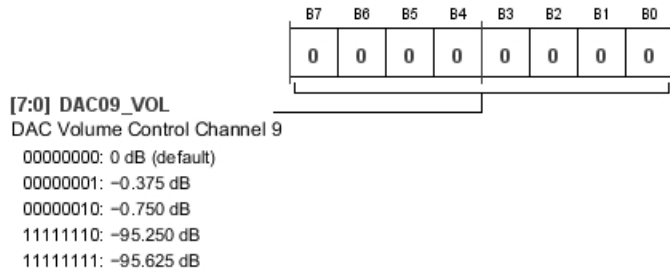 B7 B6 B5 B4 B3 B2 B1 B0
0 0 0 0 0 0 0 0
[7:0] DAC09_VOL
DAC Volume Control Channel 9
00000000: 0 dB (default)
00000001: −0.375 dB
00000010: −0.750 dB
11111110: −95.250 dB
11111111: −95.625 dB